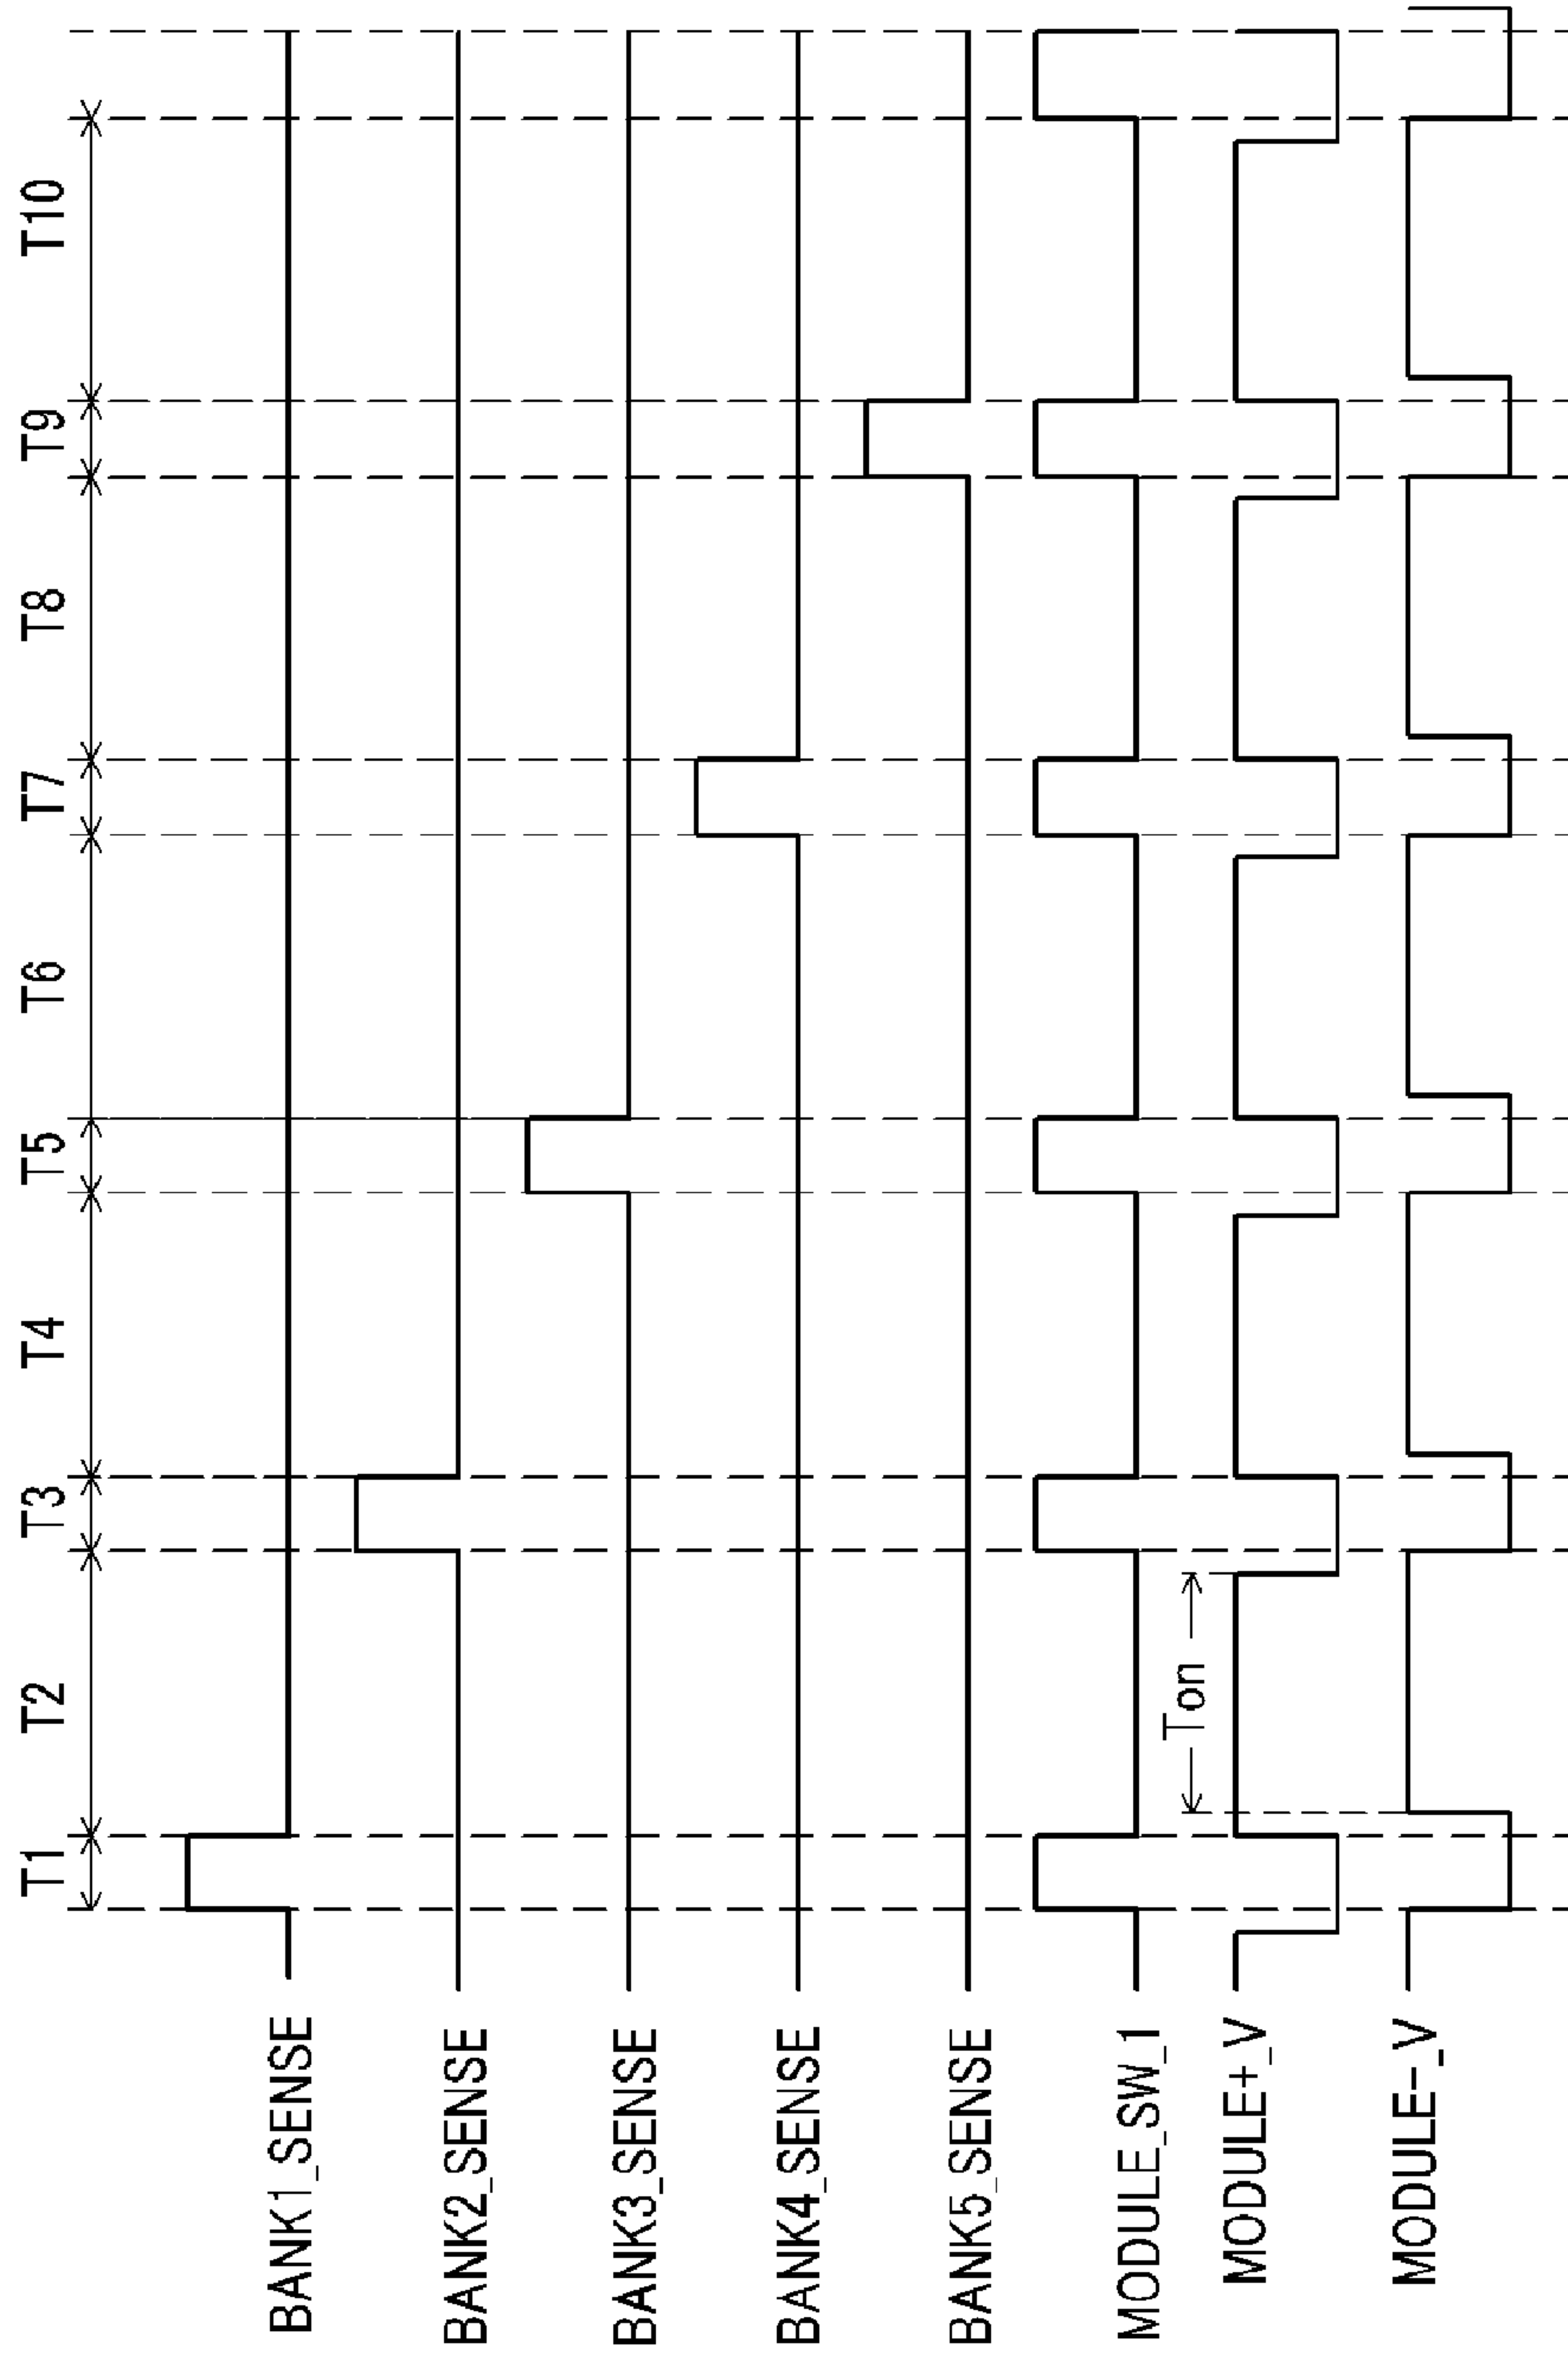 T1 T2 T3 T4 T5 T6 T7 T8 T9 T10
BANK1_SENSE
BANK2_SENSE
BANK3_SENSE
BANK4_SENSE
BANK5_SENSE
MODULE_SW_1
Ton
MODULE+_V
MODULE-_V